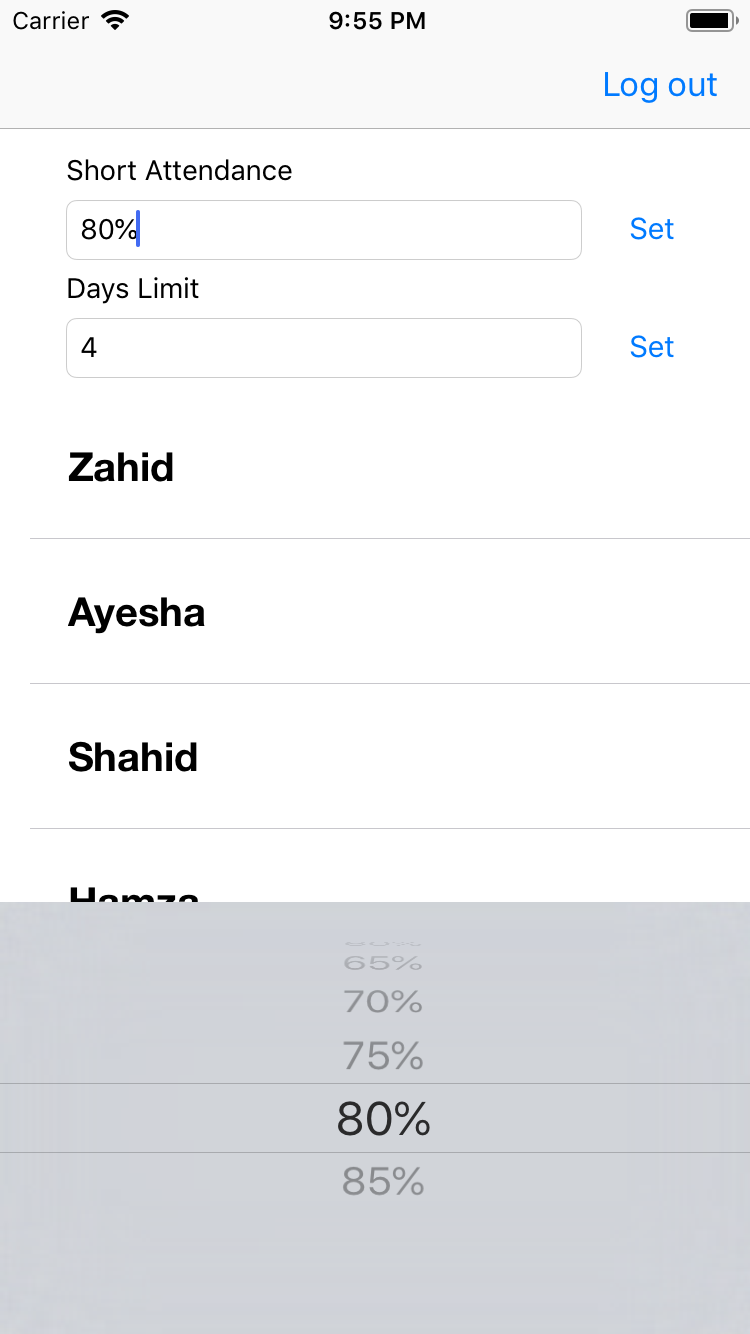 Carrier 9:55 PM
Log out
Short Attendance
80% Set
Days Limit
4 Set
Zahid
Ayesha
Shahid
Hamza
65%
70%
75%
80%
85%